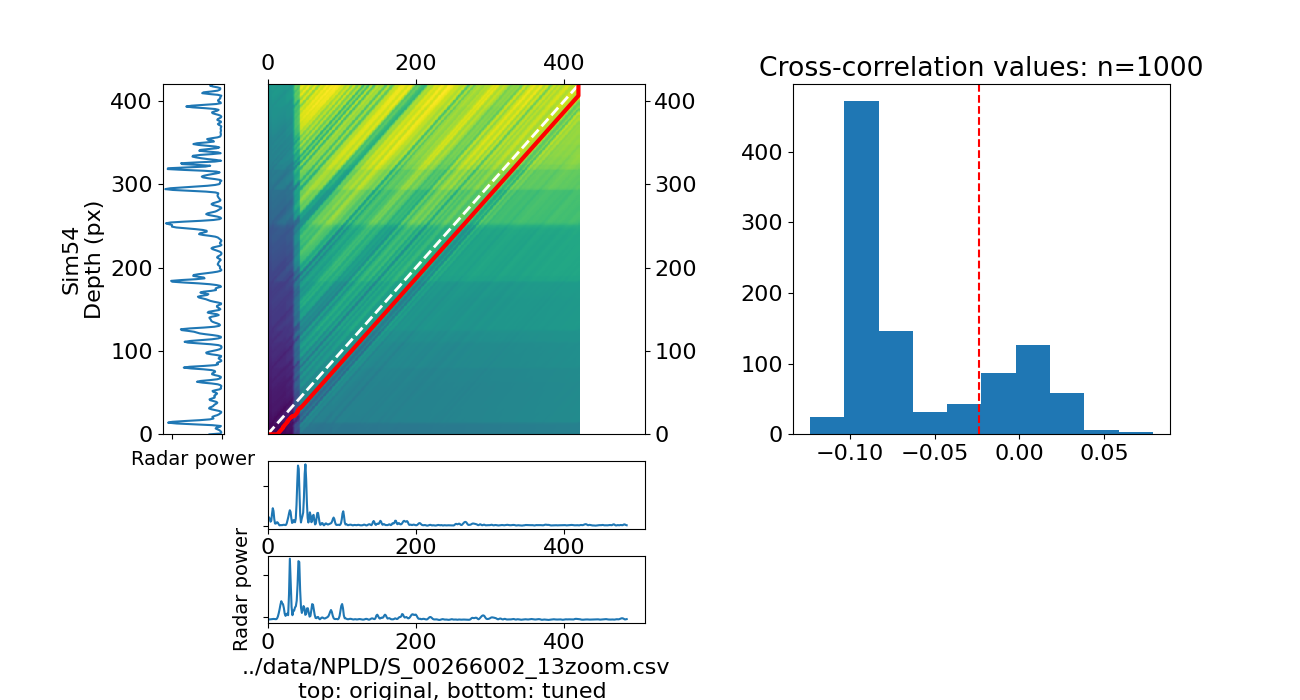 0 200 400
Cross-correlation values: n=1000
400
300
200
100
0
Sim54
Depth (px)
400
300
200
100
0
Radar power
400
300
200
100
0
−0.10 −0.05 0.00 0.05
0 200 400
Radar power
0 200 400
../data/NPLD/S_00266002_13zoom.csv
top: original, bottom: tuned